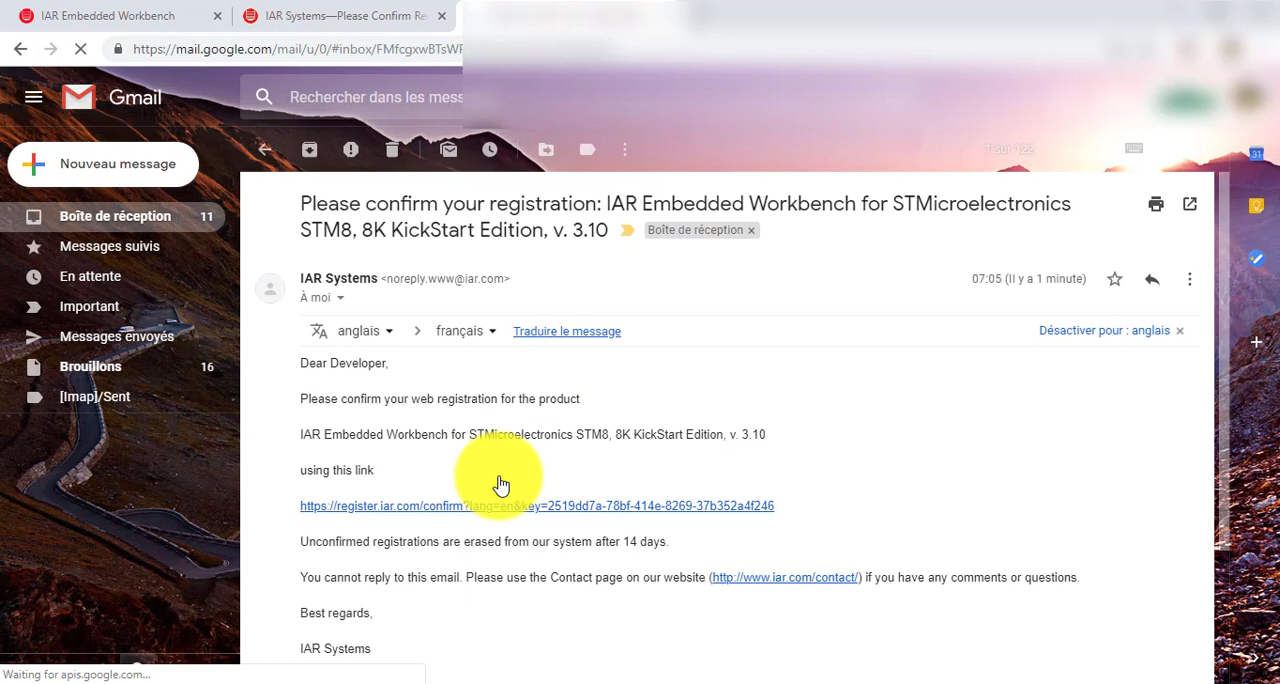 IAR Embedded Workbench
IAR Systems—Please Confirm Re
https://mail.google.com/mail/u/0/#inbox/FMfcgxwBTsWF
Gmail
Rechercher dans les mess
Nouveau message
1 sur 122
31
Boîte de réception 11
Messages suivis
En attente
Important
Messages envoyés
Brouillons 16
[Imap]/Sent
Please confirm your registration: IAR Embedded Workbench for STMicroelectronics
STM8, 8K KickStart Edition, v. 3.10 Boîte de réception ×
IAR Systems <noreply.www@iar.com> 07:05 (Il y a 1 minute)
À moi
anglais > français Traduire le message Désactiver pour : anglais ×
Dear Developer,
Please confirm your web registration for the product
IAR Embedded Workbench for STMicroelectronics STM8, 8K KickStart Edition, v. 3.10
using this link
https://register.iar.com/confirm?lang=en&key=2519dd7a-78bf-414e-8269-37b352a4f246
Unconfirmed registrations are erased from our system after 14 days.
You cannot reply to this email. Please use the Contact page on our website (http://www.iar.com/contact/) if you have any comments or questions.
Best regards,
IAR Systems
Waiting for apis.google.com...